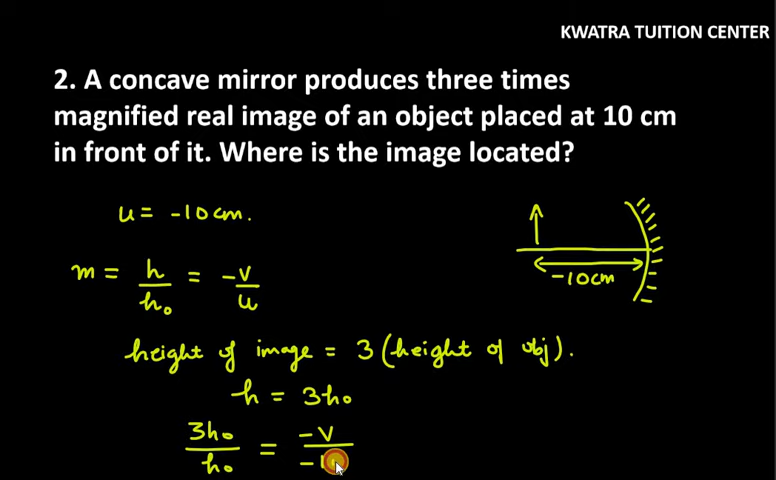 KWATRA TUITION CENTER
2. A concave mirror produces three times
magnified real image of an object placed at 10 cm
in front of it. Where is the image located?
u = -10cm.
m = h/h₀ = -v/u
-10cm
height of image = 3 (height of obj).
h = 3h₀
3h₀/h₀ = -v/-1